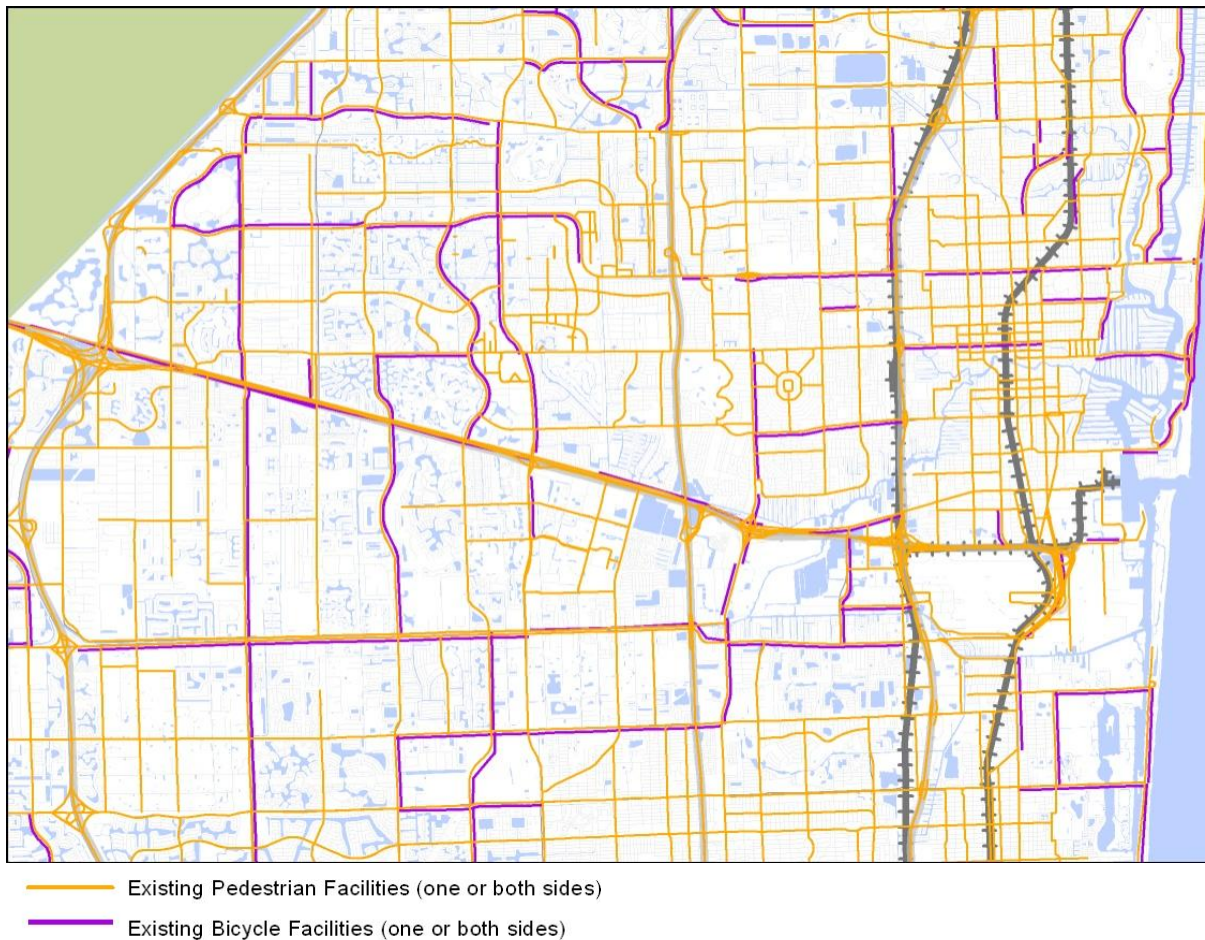 Existing Pedestrian Facilities (one or both sides)
Existing Bicycle Facilities (one or both sides)